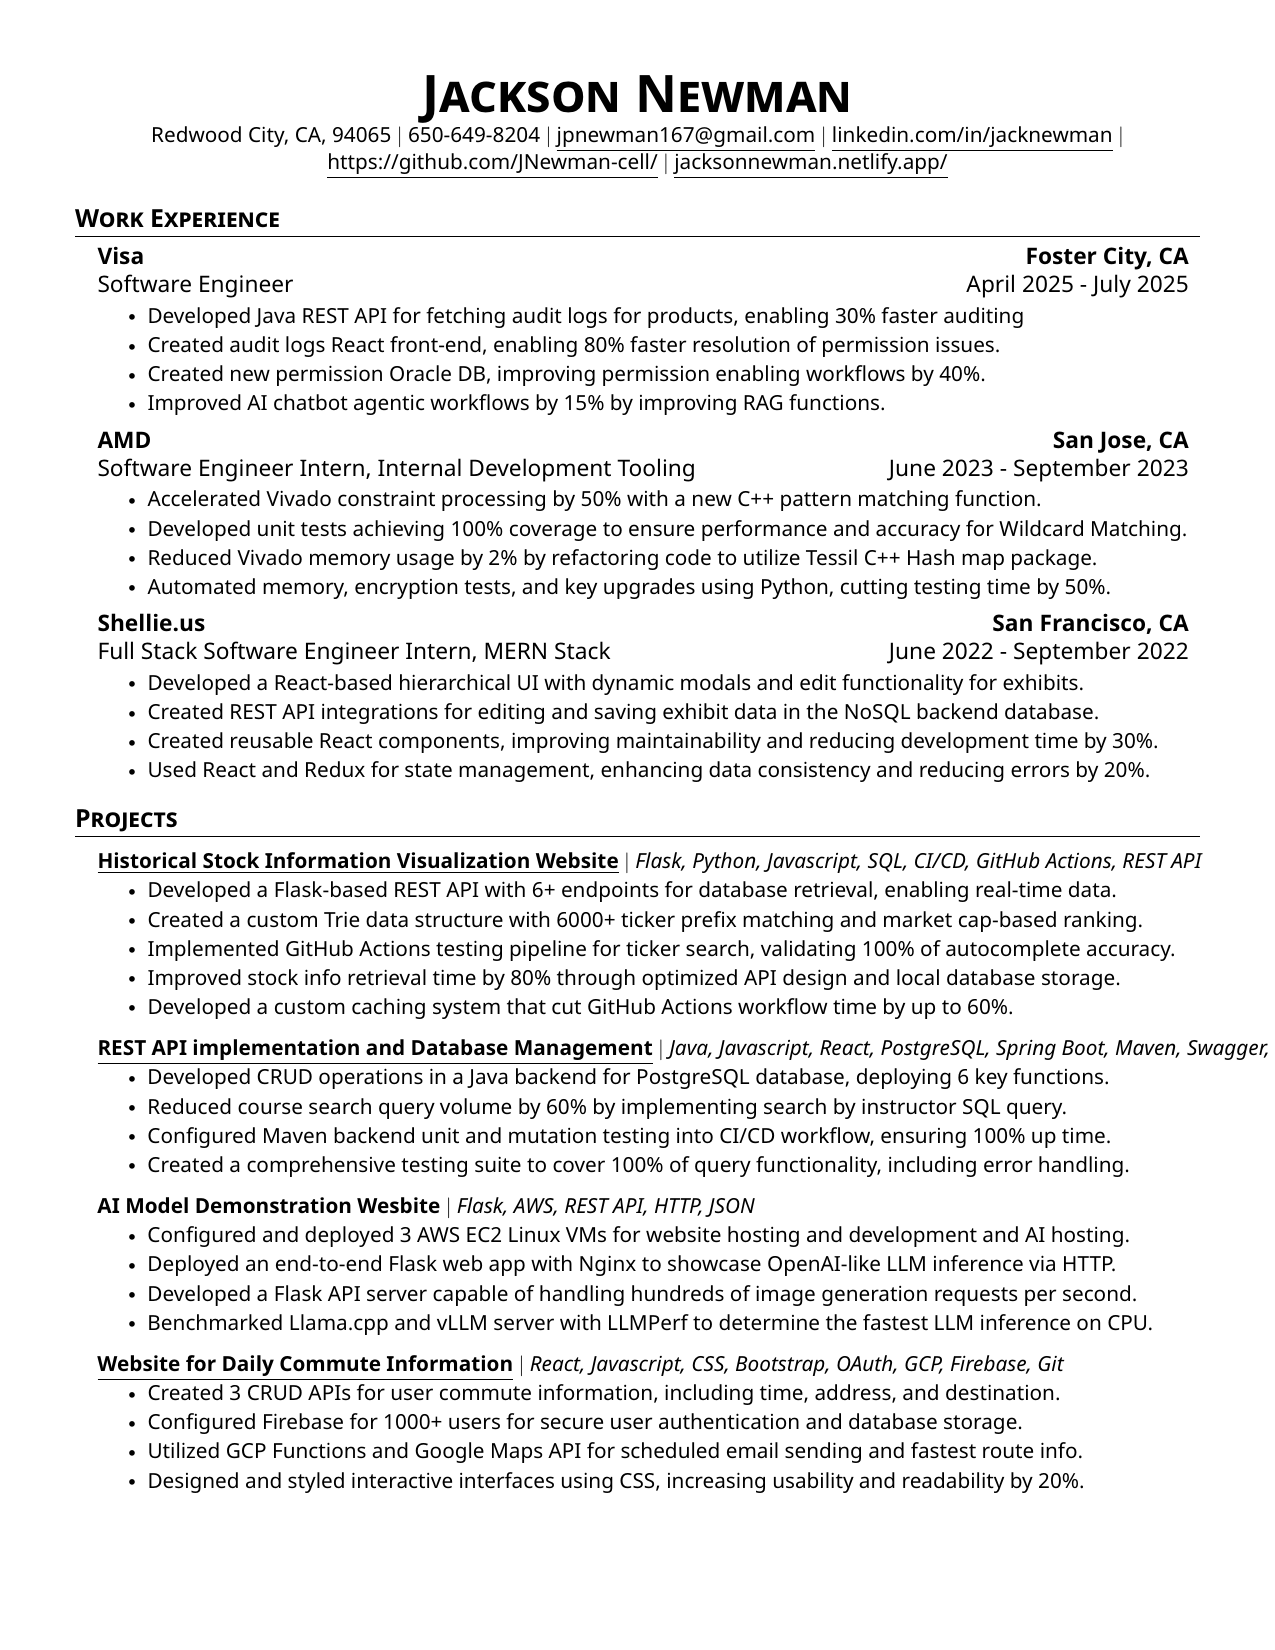 JACKSON NEWMAN
Redwood City, CA, 94065 | 650-649-8204 | jpnewman167@gmail.com | linkedin.com/in/jacknewman |
https://github.com/JNewman-cell/ | jacksonnewman.netlify.app/
WORK EXPERIENCE
Visa Foster City, CA
Software Engineer April 2025 - July 2025
• Developed Java REST API for fetching audit logs for products, enabling 30% faster auditing
• Created audit logs React front-end, enabling 80% faster resolution of permission issues.
• Created new permission Oracle DB, improving permission enabling workflows by 40%.
• Improved AI chatbot agentic workflows by 15% by improving RAG functions.
AMD San Jose, CA
Software Engineer Intern, Internal Development Tooling June 2023 - September 2023
• Accelerated Vivado constraint processing by 50% with a new C++ pattern matching function.
• Developed unit tests achieving 100% coverage to ensure performance and accuracy for Wildcard Matching.
• Reduced Vivado memory usage by 2% by refactoring code to utilize Tessil C++ Hash map package.
• Automated memory, encryption tests, and key upgrades using Python, cutting testing time by 50%.
Shellie.us San Francisco, CA
Full Stack Software Engineer Intern, MERN Stack June 2022 - September 2022
• Developed a React-based hierarchical UI with dynamic modals and edit functionality for exhibits.
• Created REST API integrations for editing and saving exhibit data in the NoSQL backend database.
• Created reusable React components, improving maintainability and reducing development time by 30%.
• Used React and Redux for state management, enhancing data consistency and reducing errors by 20%.
PROJECTS
Historical Stock Information Visualization Website | Flask, Python, Javascript, SQL, CI/CD, GitHub Actions, REST API
• Developed a Flask-based REST API with 6+ endpoints for database retrieval, enabling real-time data.
• Created a custom Trie data structure with 6000+ ticker prefix matching and market cap-based ranking.
• Implemented GitHub Actions testing pipeline for ticker search, validating 100% of autocomplete accuracy.
• Improved stock info retrieval time by 80% through optimized API design and local database storage.
• Developed a custom caching system that cut GitHub Actions workflow time by up to 60%.
REST API implementation and Database Management | Java, Javascript, React, PostgreSQL, Spring Boot, Maven, Swagger,
• Developed CRUD operations in a Java backend for PostgreSQL database, deploying 6 key functions.
• Reduced course search query volume by 60% by implementing search by instructor SQL query.
• Configured Maven backend unit and mutation testing into CI/CD workflow, ensuring 100% up time.
• Created a comprehensive testing suite to cover 100% of query functionality, including error handling.
AI Model Demonstration Wesbite | Flask, AWS, REST API, HTTP, JSON
• Configured and deployed 3 AWS EC2 Linux VMs for website hosting and development and AI hosting.
• Deployed an end-to-end Flask web app with Nginx to showcase OpenAI-like LLM inference via HTTP.
• Developed a Flask API server capable of handling hundreds of image generation requests per second.
• Benchmarked Llama.cpp and vLLM server with LLMPerf to determine the fastest LLM inference on CPU.
Website for Daily Commute Information | React, Javascript, CSS, Bootstrap, OAuth, GCP, Firebase, Git
• Created 3 CRUD APIs for user commute information, including time, address, and destination.
• Configured Firebase for 1000+ users for secure user authentication and database storage.
• Utilized GCP Functions and Google Maps API for scheduled email sending and fastest route info.
• Designed and styled interactive interfaces using CSS, increasing usability and readability by 20%.